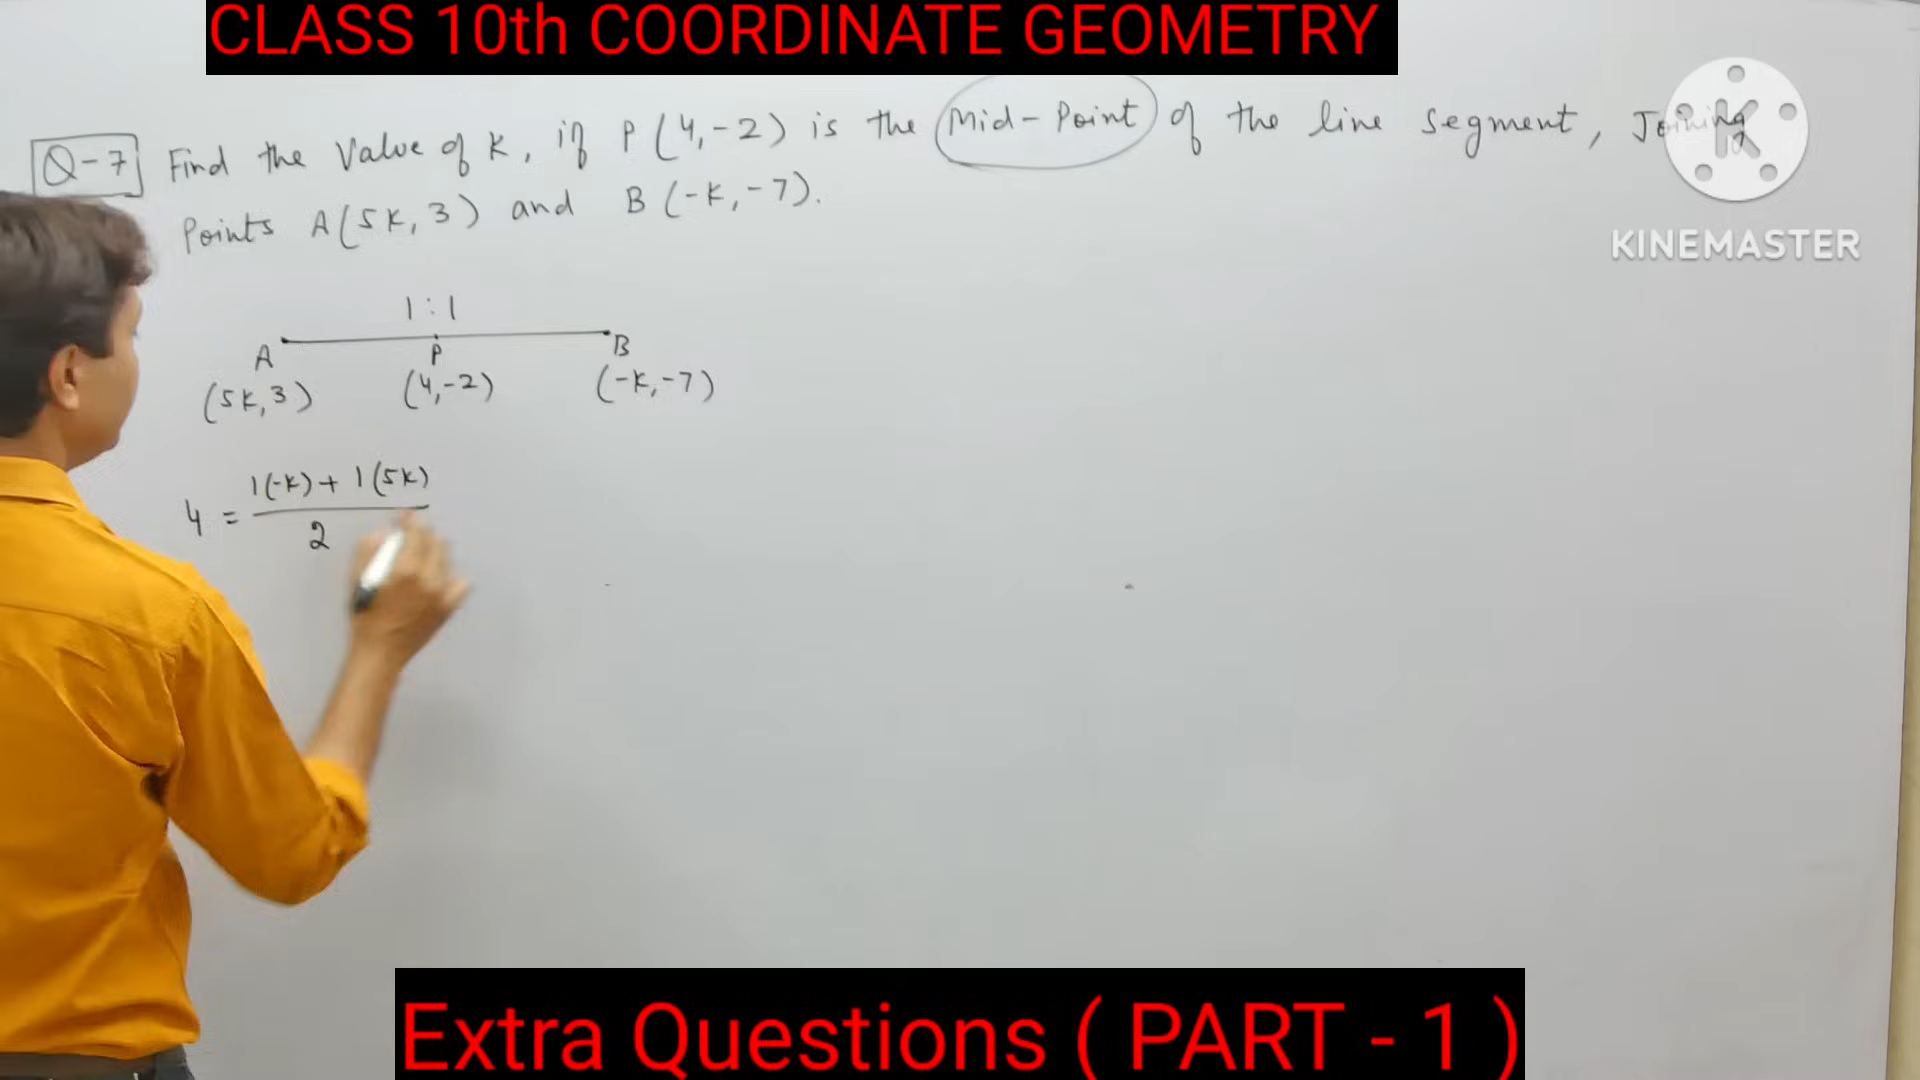 CLASS 10th COORDINATE GEOMETRY
Q-7 Find the Value of K, if P(4,-2) is the Mid-Point of the line segment, Joining
Points A(5K,3) and B(-K,-7).
KINEMASTER
1:1
A P B
(5K,3) (4,-2) (-K,-7)
1(-K)+1(5K)
4 =
2
Extra Questions ( PART - 1 )